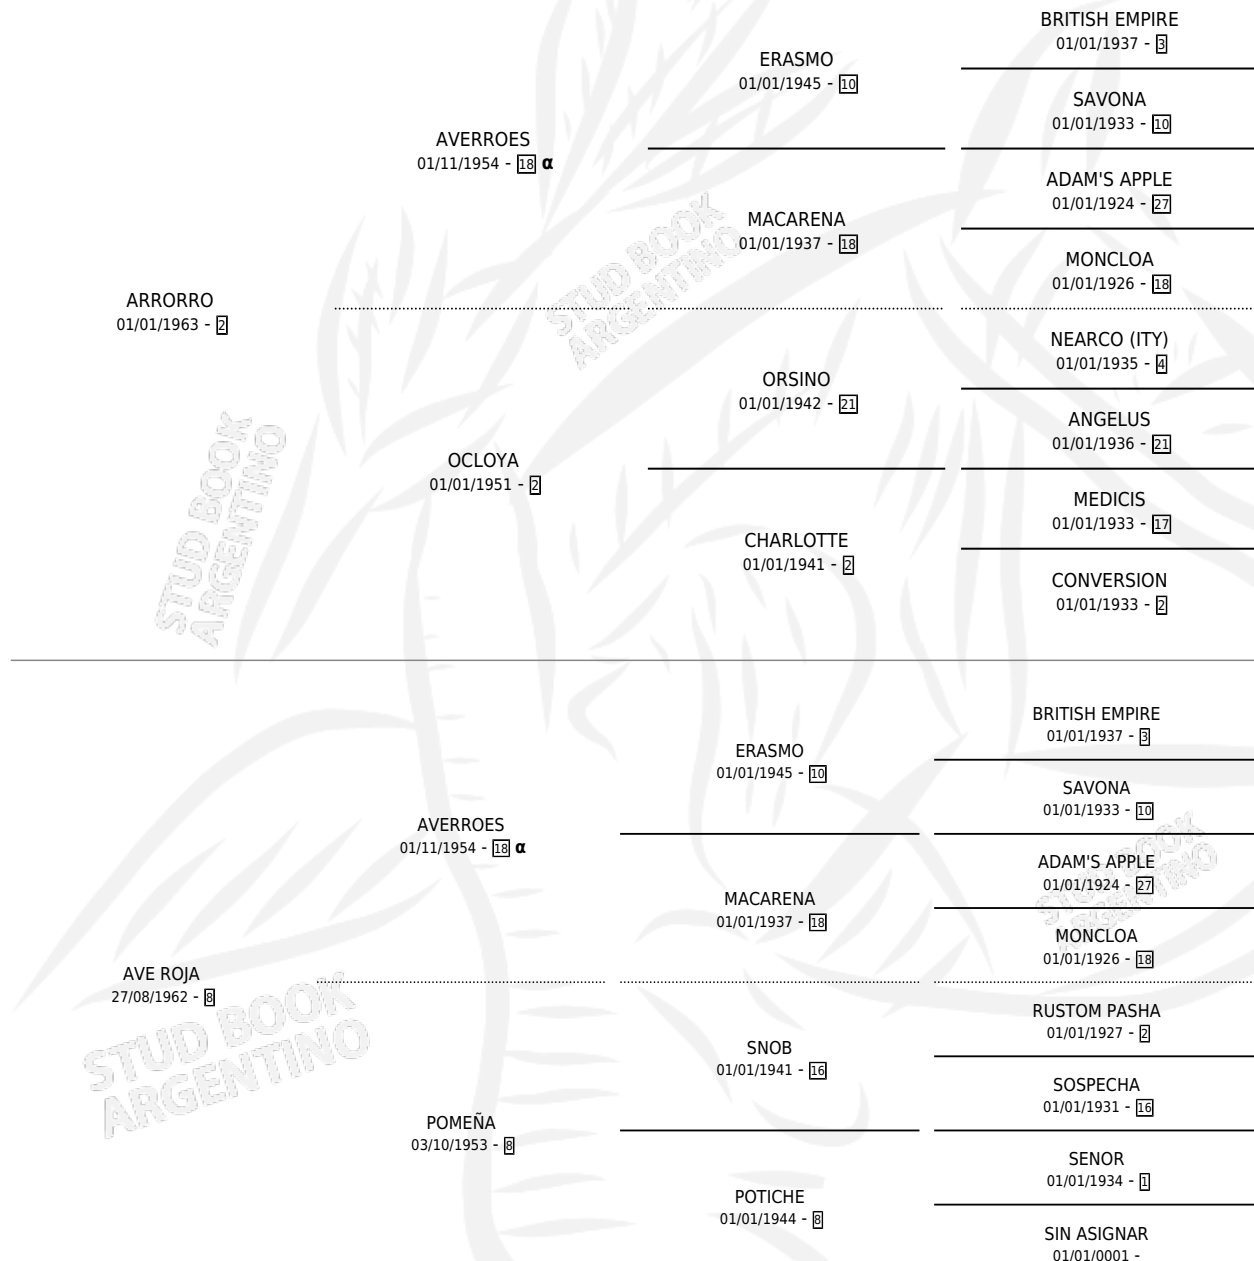 BRITISH EMPIRE
01/01/1937 - 3
ERASMO
01/01/1945 - 10
SAVONA
01/01/1933 - 10
AVERROES
01/11/1954 - 18 α
ADAM'S APPLE
01/01/1924 - 27
MACARENA
01/01/1937 - 18
MONCLOA
01/01/1926 - 18
ARRORRO
01/01/1963 - 2
NEARCO (ITY)
01/01/1935 - 4
ORSINO
01/01/1942 - 21
ANGELUS
01/01/1936 - 21
OCLOYA
01/01/1951 - 2
MEDICIS
01/01/1933 - 17
CHARLOTTE
01/01/1941 - 2
CONVERSION
01/01/1933 - 2
BRITISH EMPIRE
01/01/1937 - 3
ERASMO
01/01/1945 - 10
SAVONA
01/01/1933 - 10
AVERROES
01/11/1954 - 18 α
ADAM'S APPLE
01/01/1924 - 27
MACARENA
01/01/1937 - 18
MONCLOA
01/01/1926 - 18
AVE ROJA
27/08/1962 - 8
RUSTOM PASHA
01/01/1927 - 2
SNOB
01/01/1941 - 16
SOSPECHA
01/01/1931 - 16
POMEÑA
03/10/1953 - 8
SENOR
01/01/1934 - 1
POTICHE
01/01/1944 - 8
SIN ASIGNAR
01/01/0001 -
STUD BOOK
ARGENTINO
STUD BOOK
ARGENTINO
STUD BOOK
ARGENTINO
STUD BOOK
ARGENTINO